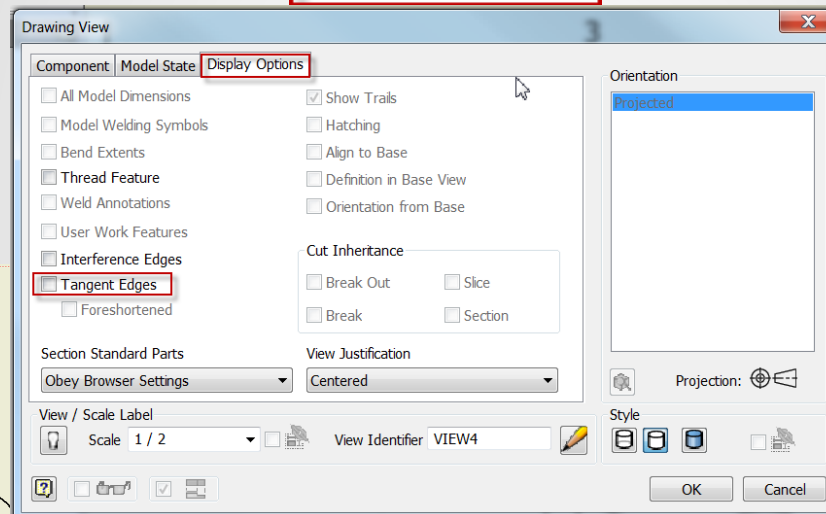 3
Drawing View
Component Model State Display Options
All Model Dimensions
Model Welding Symbols
Bend Extents
Thread Feature
Weld Annotations
User Work Features
Interference Edges
Tangent Edges
Foreshortened
Show Trails
Hatching
Align to Base
Definition in Base View
Orientation from Base
Cut Inheritance
Break Out Slice
Break Section
Section Standard Parts
Obey Browser Settings
View Justification
Centered
Orientation
Projected
Projection:
View / Scale Label
Scale 1 / 2 View Identifier VIEW4
Style
OK Cancel